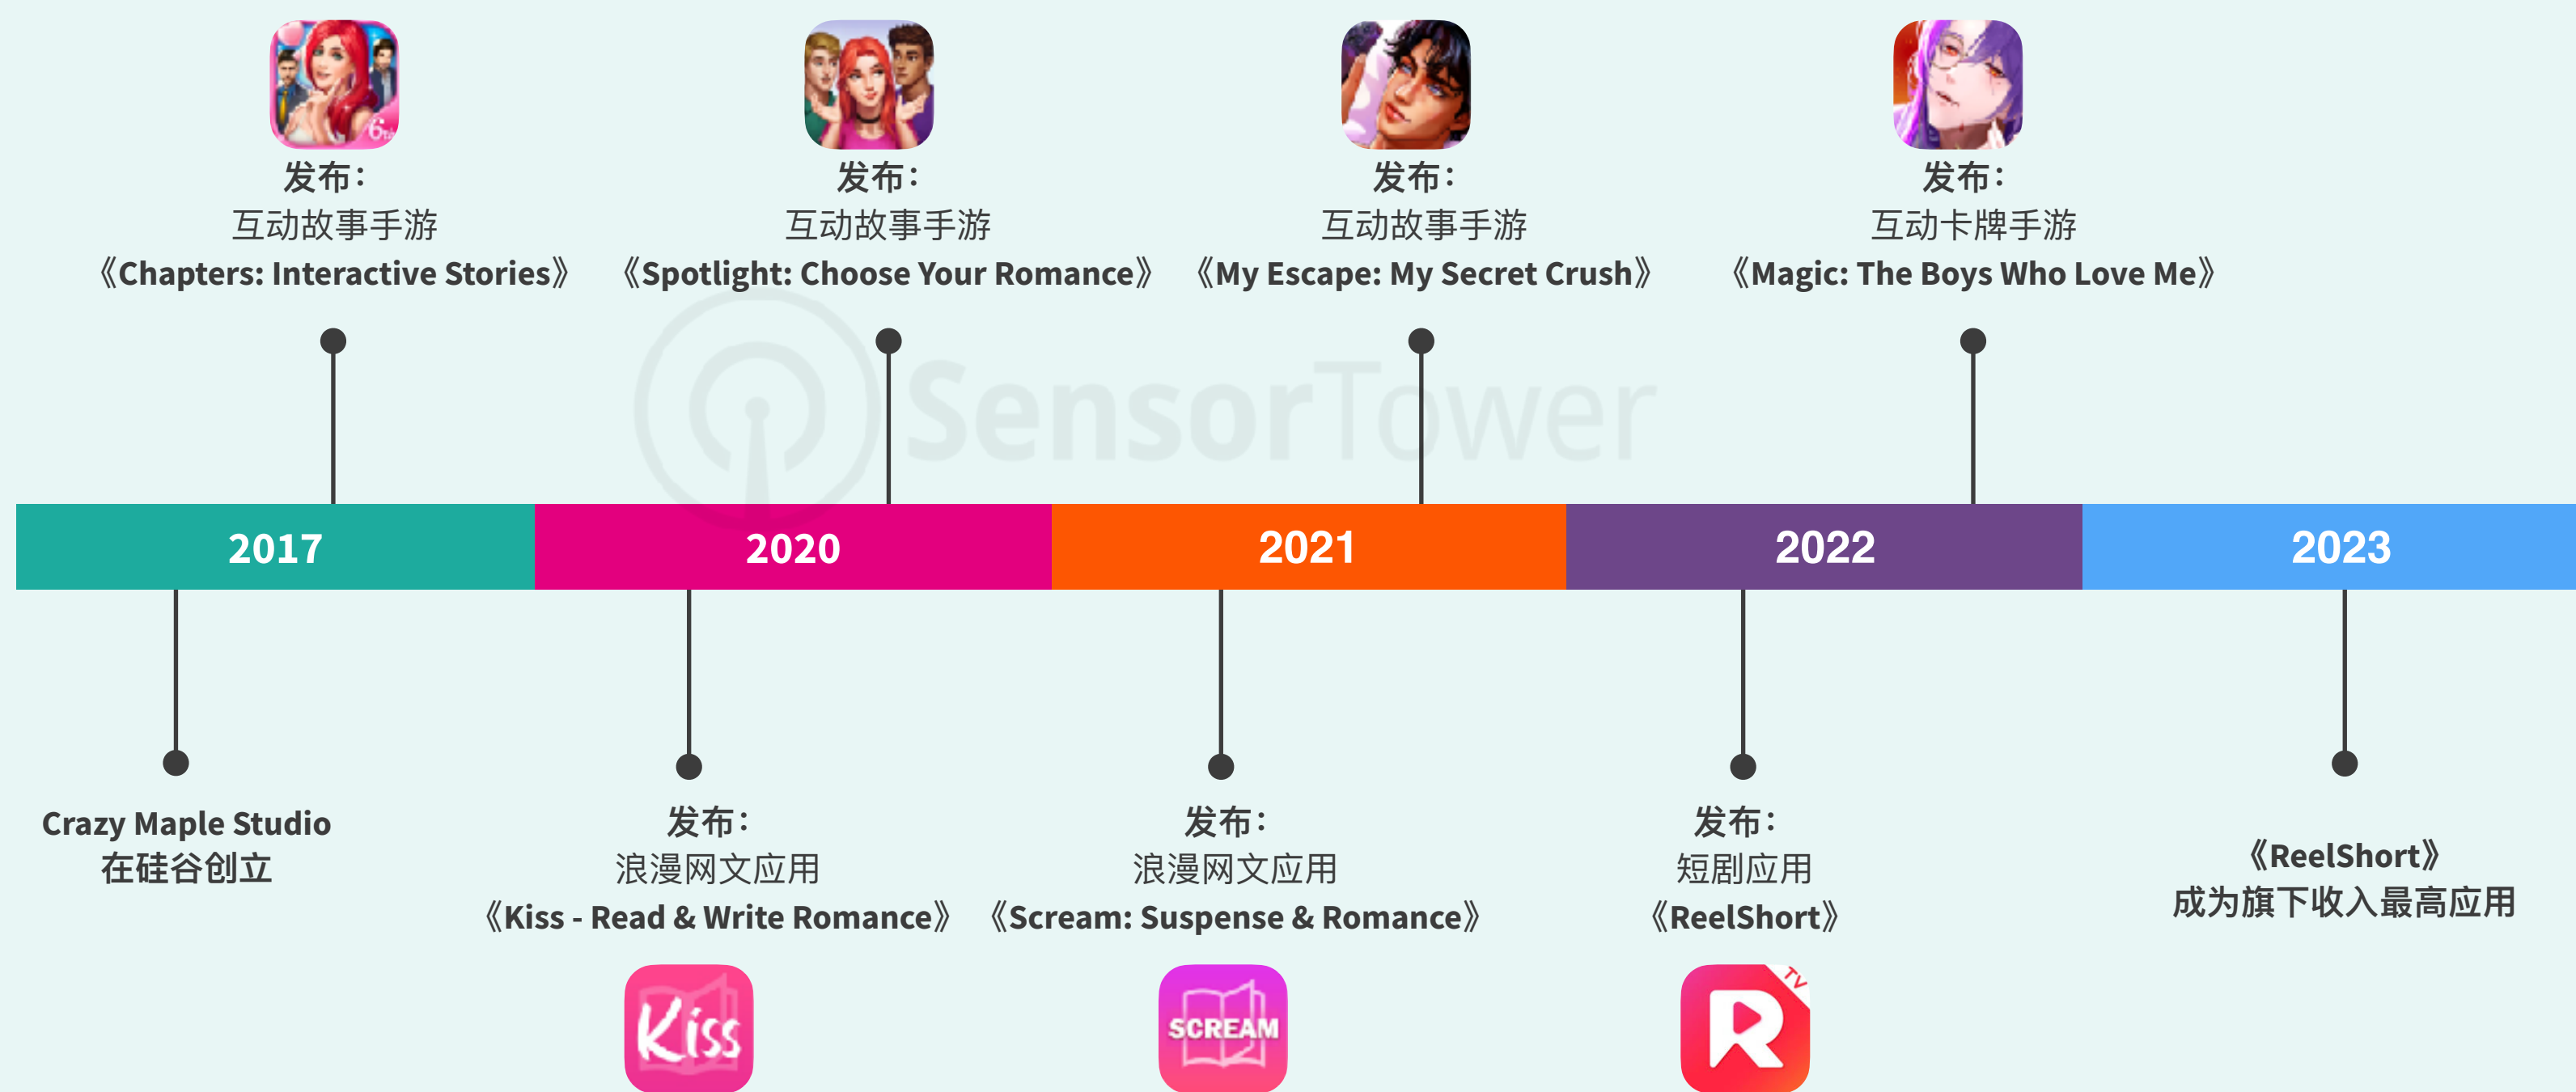 6th
发布：
互动故事手游
《Chapters: Interactive Stories》
发布：
互动故事手游
《Spotlight: Choose Your Romance》
发布：
互动故事手游
《My Escape: My Secret Crush》
发布：
互动卡牌手游
《Magic: The Boys Who Love Me》
SensorTower
2017
2020
2021
2022
2023
Crazy Maple Studio
在硅谷创立
发布：
浪漫网文应用
《Kiss - Read & Write Romance》
Kiss
发布：
浪漫网文应用
《Scream: Suspense & Romance》
SCREAM
发布：
短剧应用
《ReelShort》
R TV
《ReelShort》
成为旗下收入最高应用